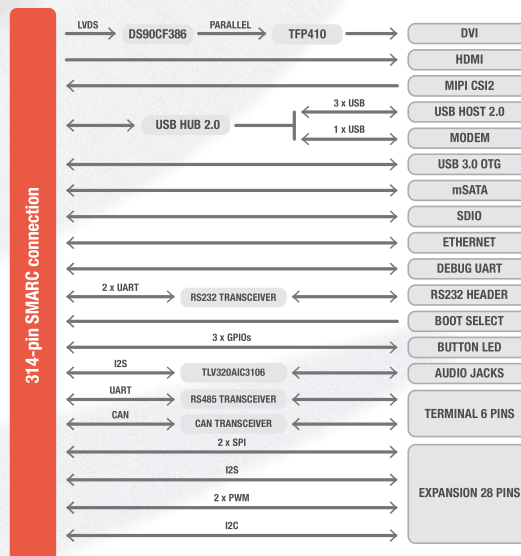 314-pin SMARC connection
LVDS
DS90CF386
PARALLEL
TFP410
DVI
HDMI
MIPI CSI2
USB HUB 2.0
3 x USB
USB HOST 2.0
1 x USB
MODEM
USB 3.0 OTG
mSATA
SDIO
ETHERNET
DEBUG UART
2 x UART
RS232 TRANSCEIVER
RS232 HEADER
BOOT SELECT
3 x GPIOs
BUTTON LED
I2S
TLV320AIC3106
AUDIO JACKS
UART
RS485 TRANSCEIVER
CAN
CAN TRANSCEIVER
TERMINAL 6 PINS
2 x SPI
I2S
2 x PWM
I2C
EXPANSION 28 PINS